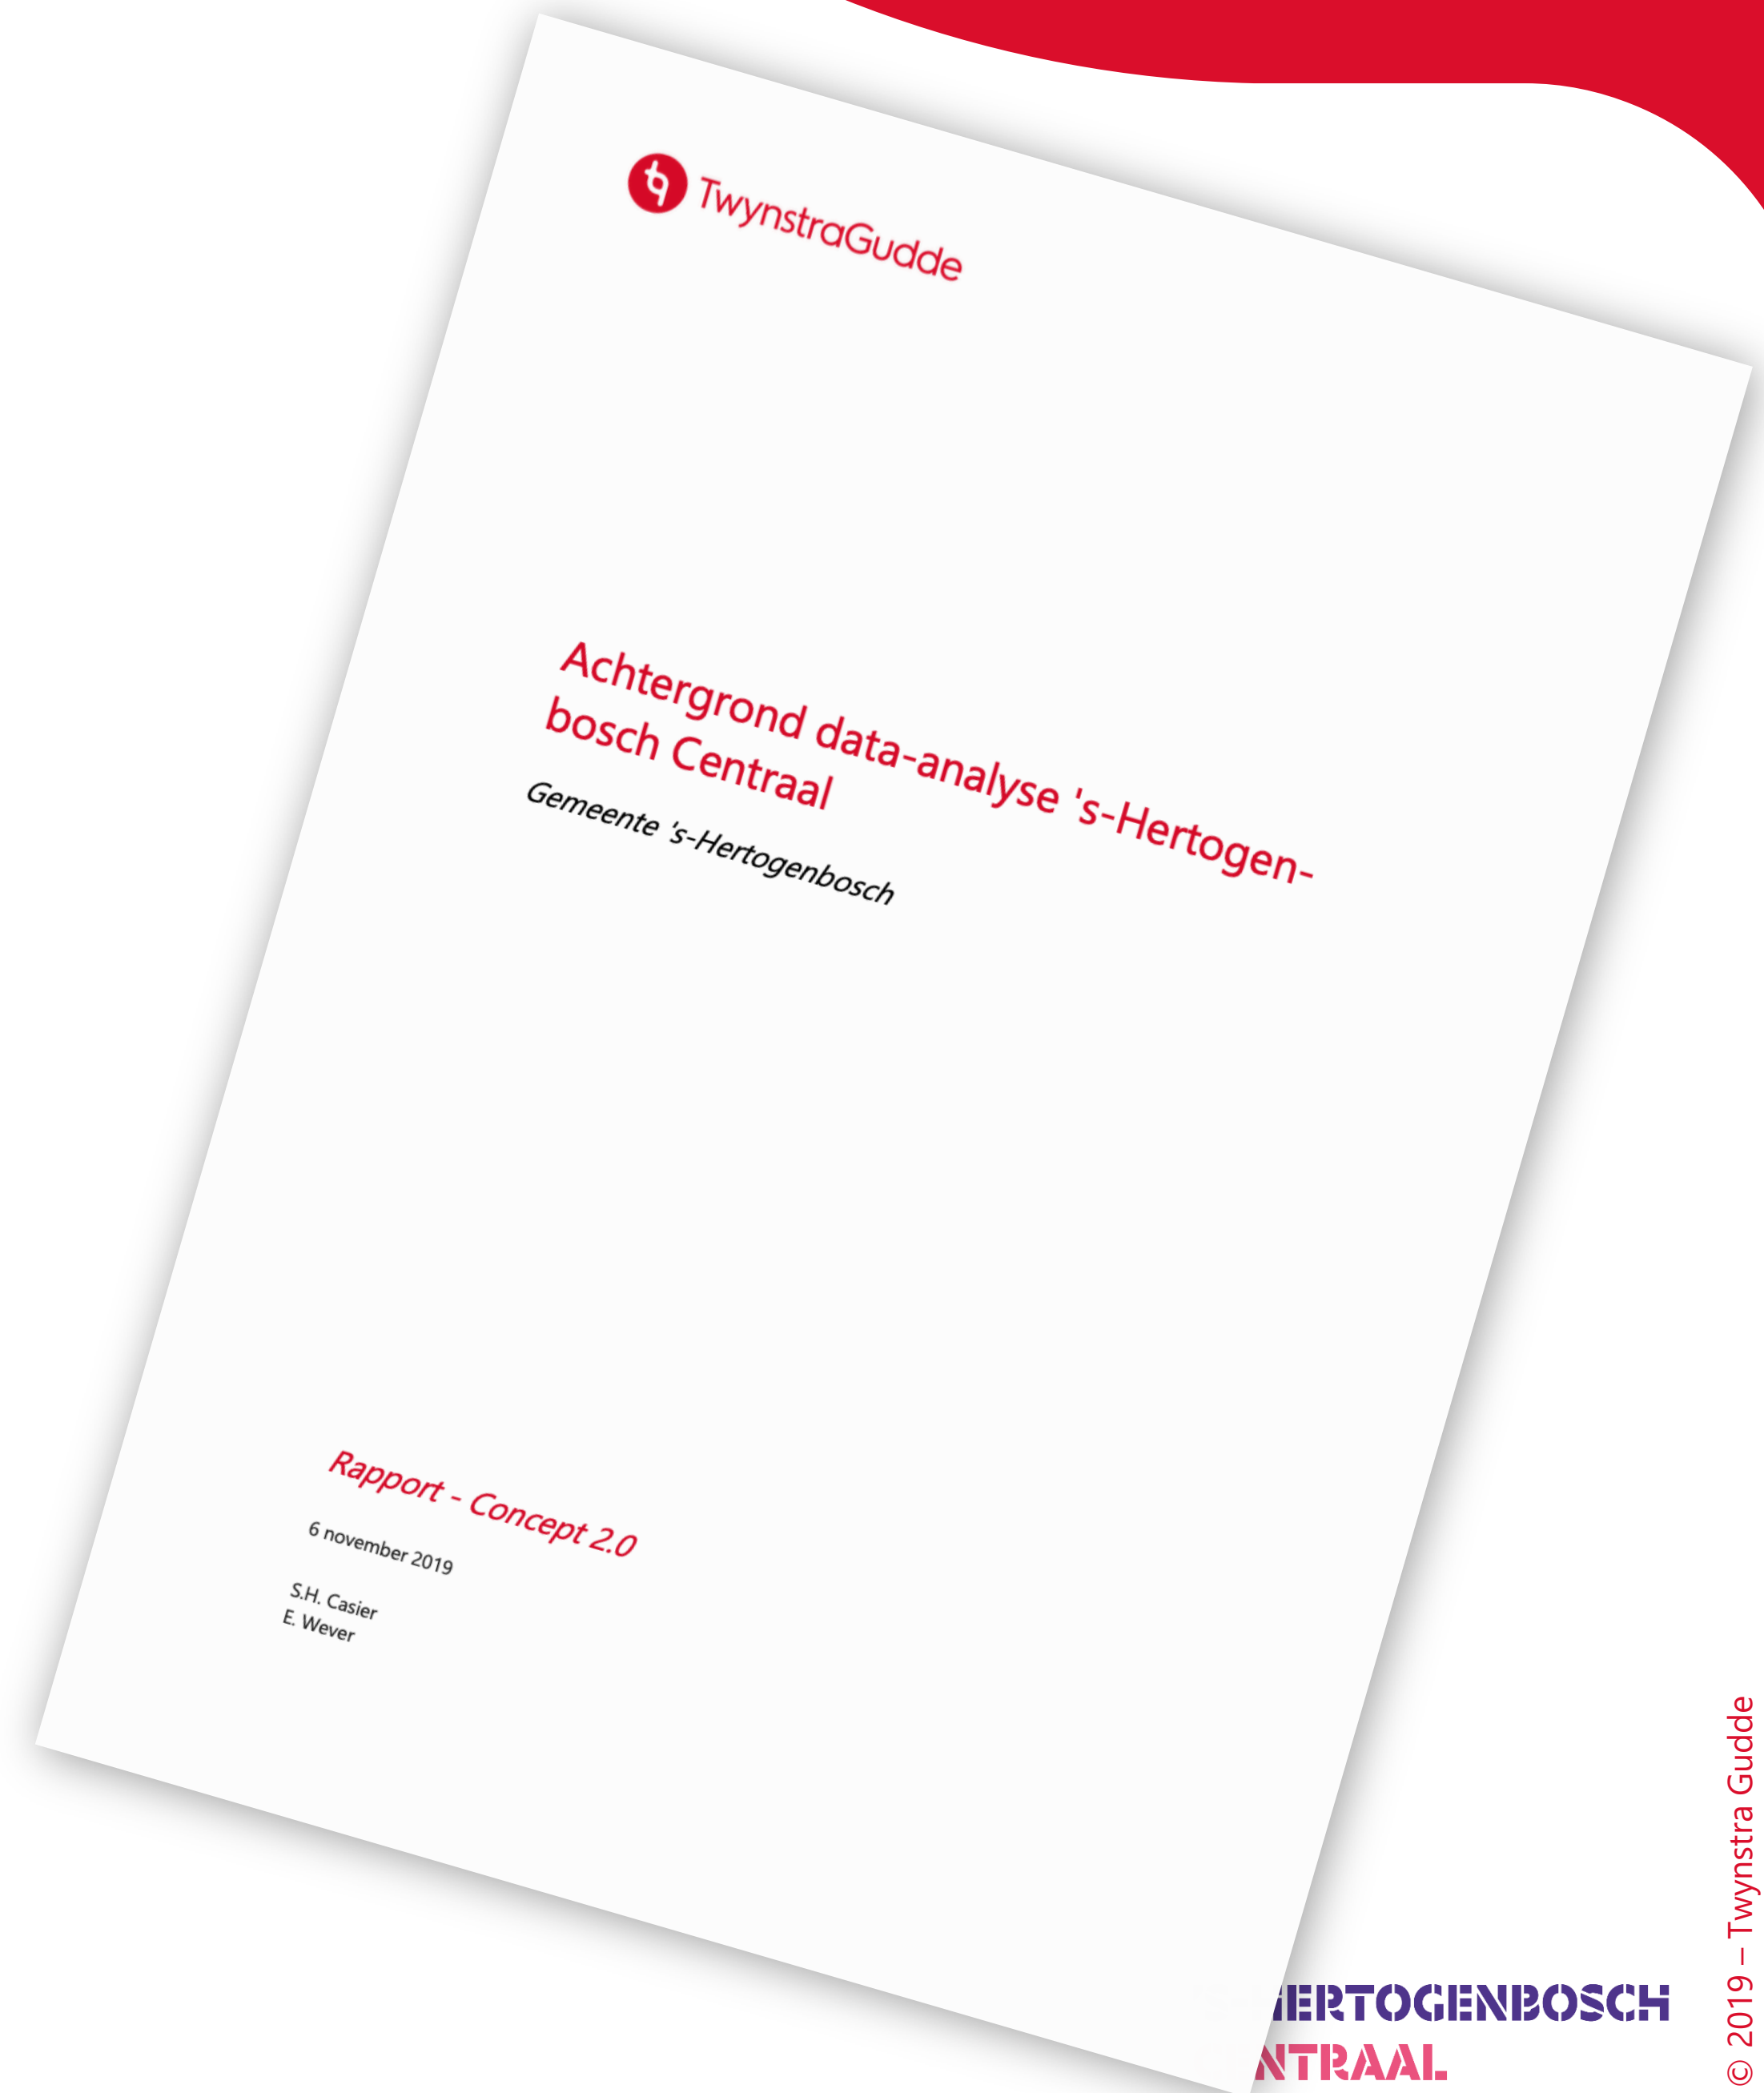 TwynstraGudde
Achtergrond data-analyse 's-Hertogen-
bosch Centraal
Gemeente 's-Hertogenbosch
Rapport - Concept 2.0
6 november 2019
S.H. Casier
E. Wever
HERTOGENBOSCH
NTRAAL
© 2019 – Twynstra Gudde